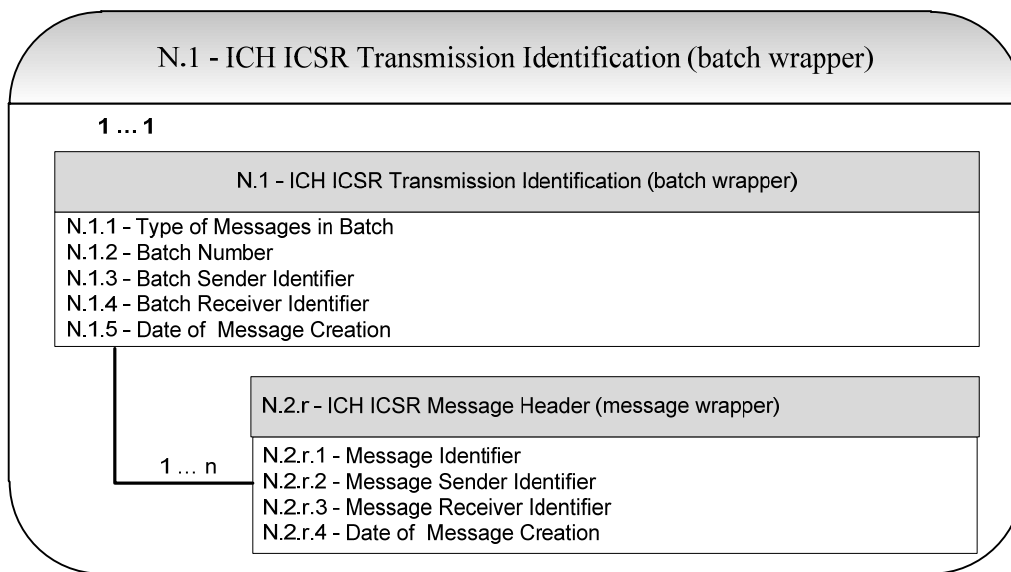 N.1 - ICH ICSR Transmission Identification (batch wrapper)
1 ... 1
N.1 - ICH ICSR Transmission Identification (batch wrapper)
N.1.1 - Type of Messages in Batch
N.1.2 - Batch Number
N.1.3 - Batch Sender Identifier
N.1.4 - Batch Receiver Identifier
N.1.5 - Date of Message Creation
N.2.r - ICH ICSR Message Header (message wrapper)
1 ... n
N.2.r.1 - Message Identifier
N.2.r.2 - Message Sender Identifier
N.2.r.3 - Message Receiver Identifier
N.2.r.4 - Date of Message Creation